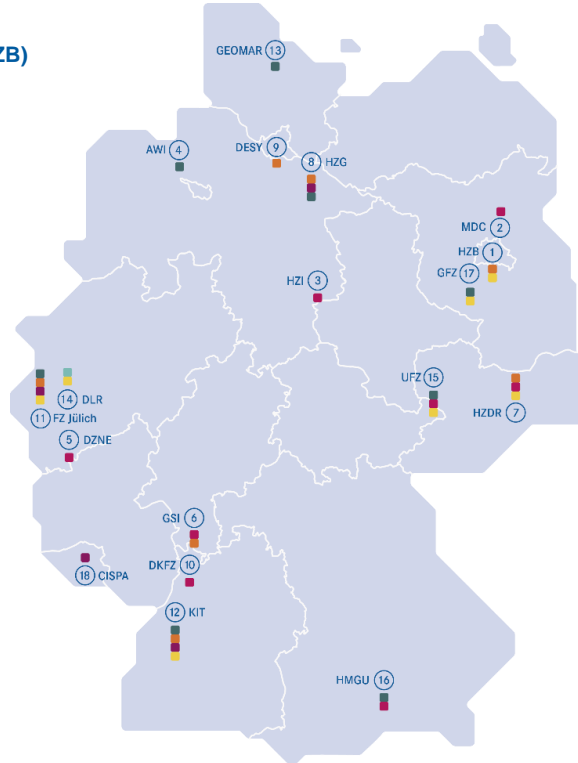 ZB)
GEOMAR 13
AWI 4
DESY 9
8 HZG
MDC 2
HZB 1
GFZ 17
HZI 3
14 DLR
11 FZ Jülich
UFZ 15
HZDR 7
5 DZNE
GSI 6
DKFZ 10
18 CISPA
12 KIT
HMGU 16